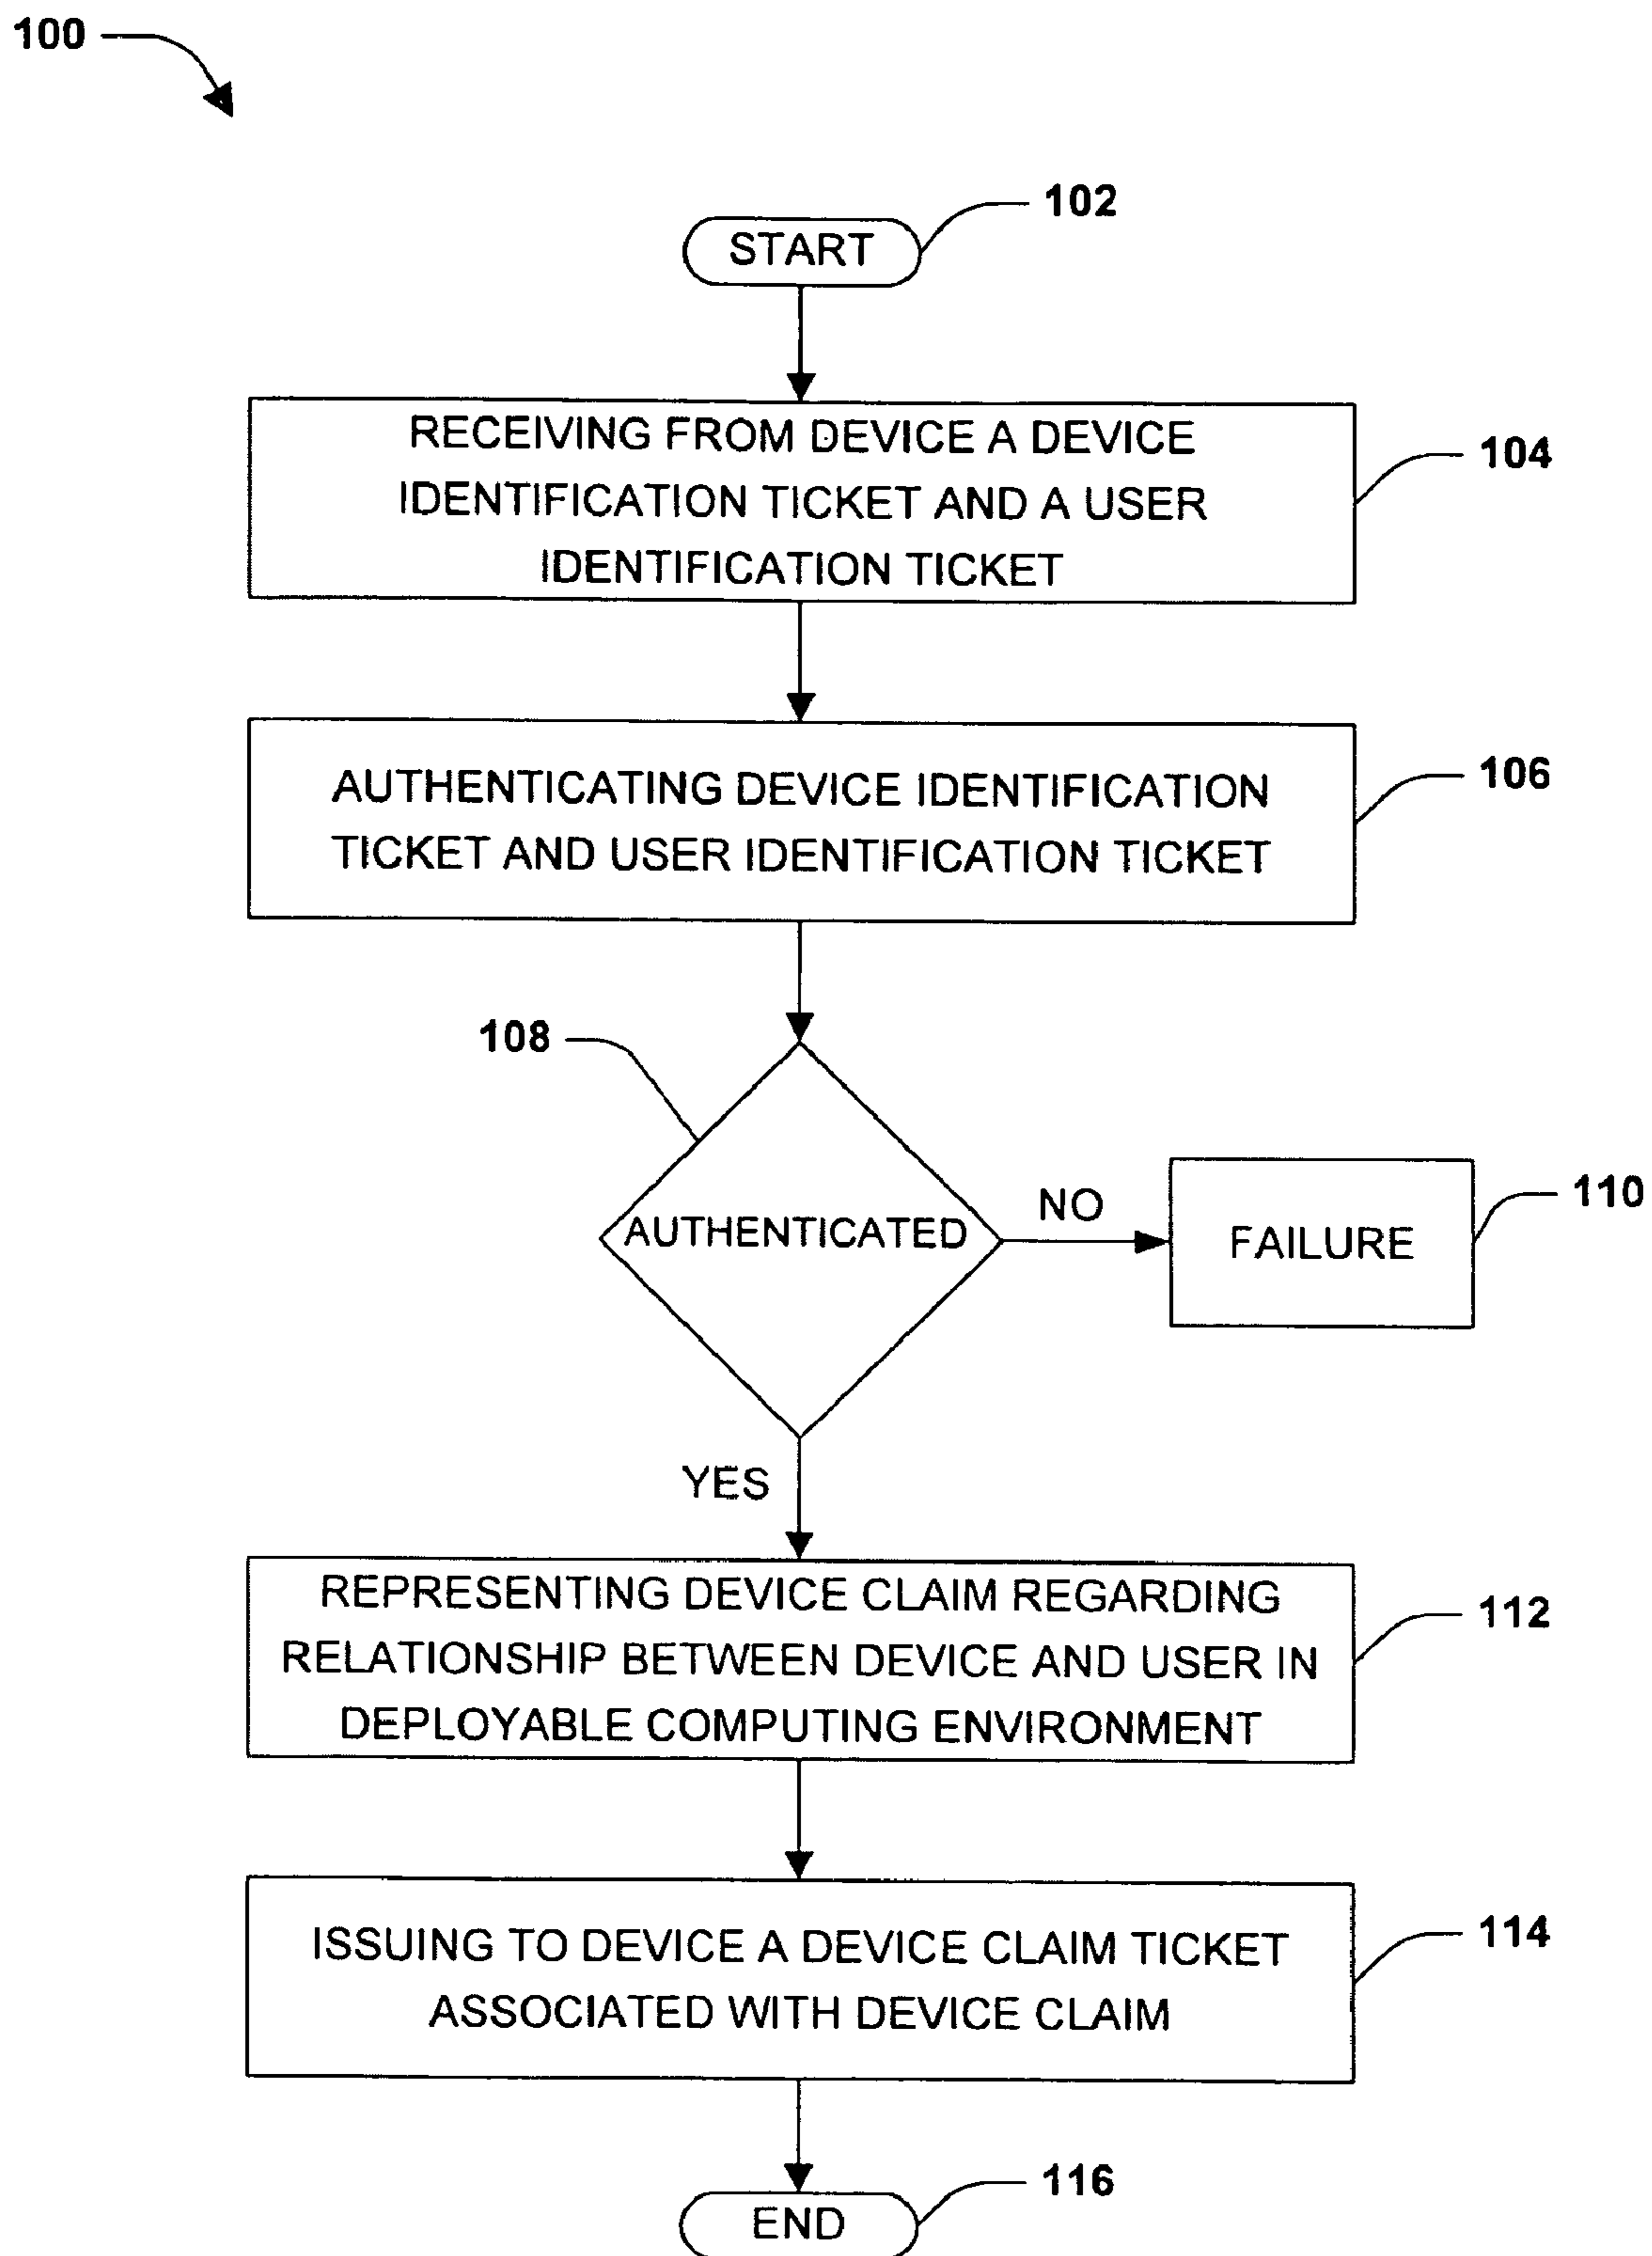 100
102
START
RECEIVING FROM DEVICE A DEVICE
IDENTIFICATION TICKET AND A USER
IDENTIFICATION TICKET
104
AUTHENTICATING DEVICE IDENTIFICATION
TICKET AND USER IDENTIFICATION TICKET
106
108
AUTHENTICATED
NO
FAILURE
110
YES
REPRESENTING DEVICE CLAIM REGARDING
RELATIONSHIP BETWEEN DEVICE AND USER IN
DEPLOYABLE COMPUTING ENVIRONMENT
112
ISSUING TO DEVICE A DEVICE CLAIM TICKET
ASSOCIATED WITH DEVICE CLAIM
114
116
END